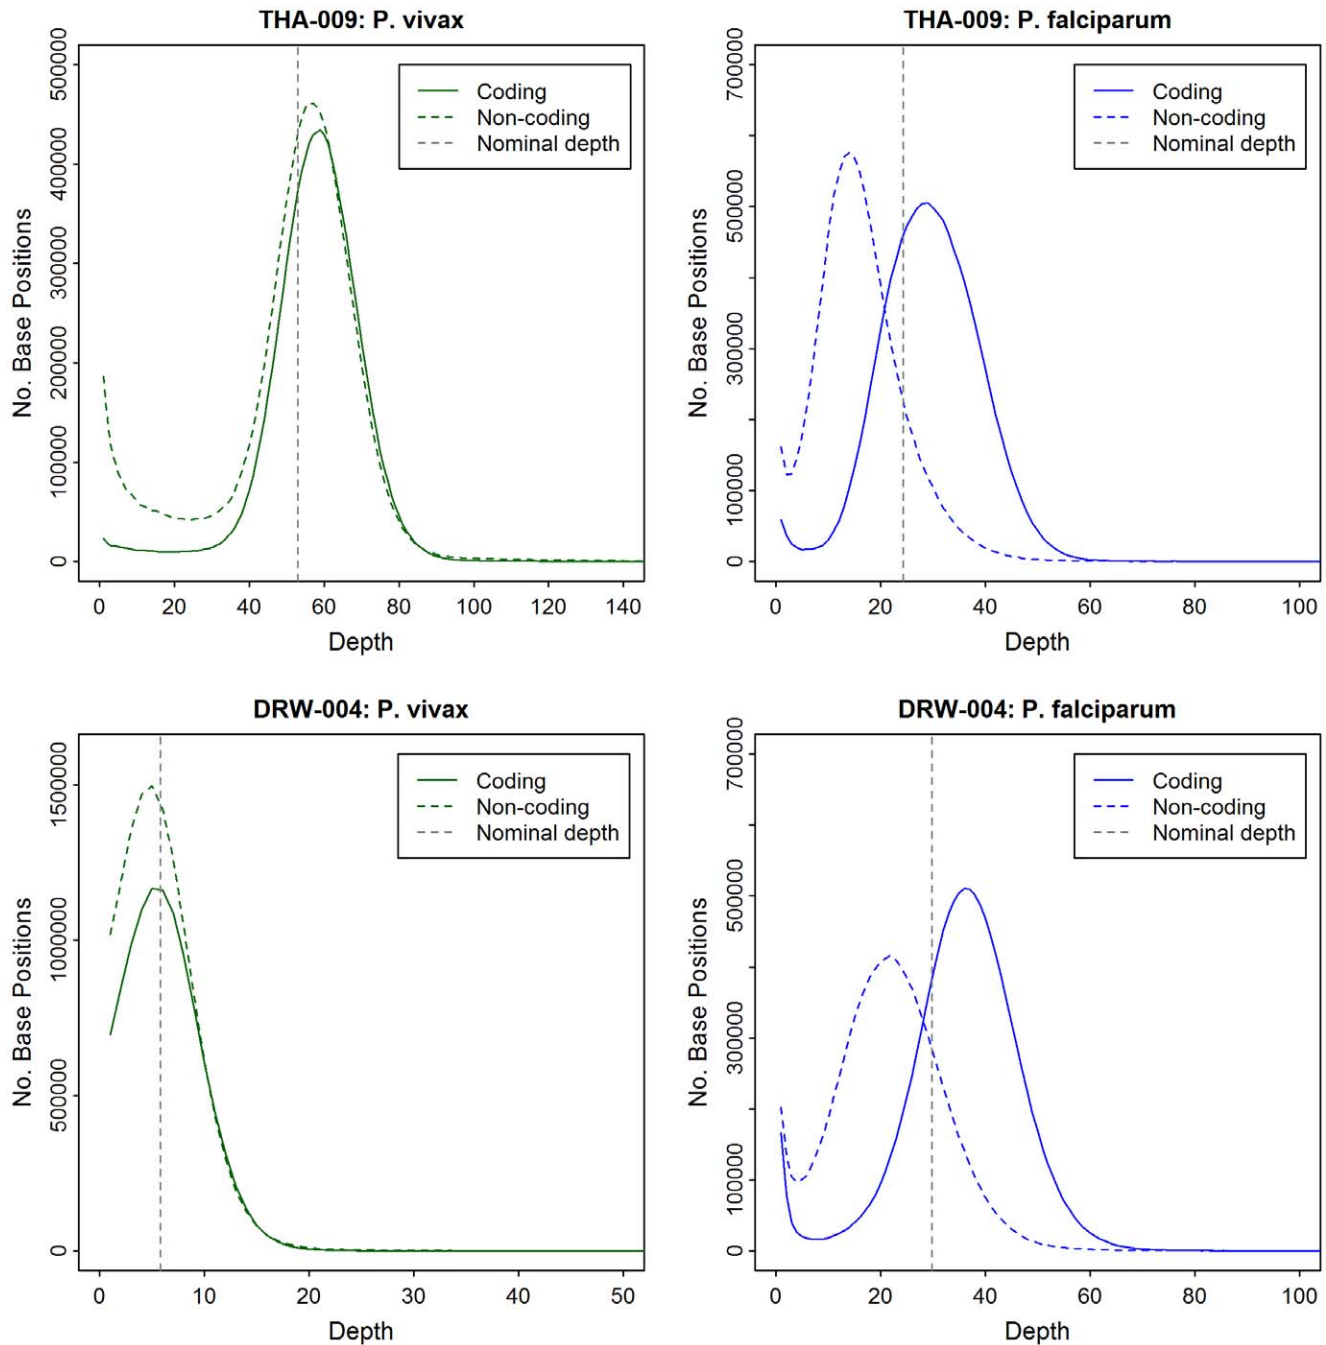 THA-009: P. vivax
No. Base Positions
0
100000
200000
300000
400000
500000
Coding
Non-coding
Nominal depth
0 20 40 60 80 100 120 140
Depth
THA-009: P. falciparum
No. Base Positions
0
100000
300000
500000
700000
Coding
Non-coding
Nominal depth
0 20 40 60 80 100
Depth
DRW-004: P. vivax
No. Base Positions
0
500000
1000000
1500000
Coding
Non-coding
Nominal depth
0 10 20 30 40 50
Depth
DRW-004: P. falciparum
No. Base Positions
0
100000
300000
500000
700000
Coding
Non-coding
Nominal depth
0 20 40 60 80 100
Depth